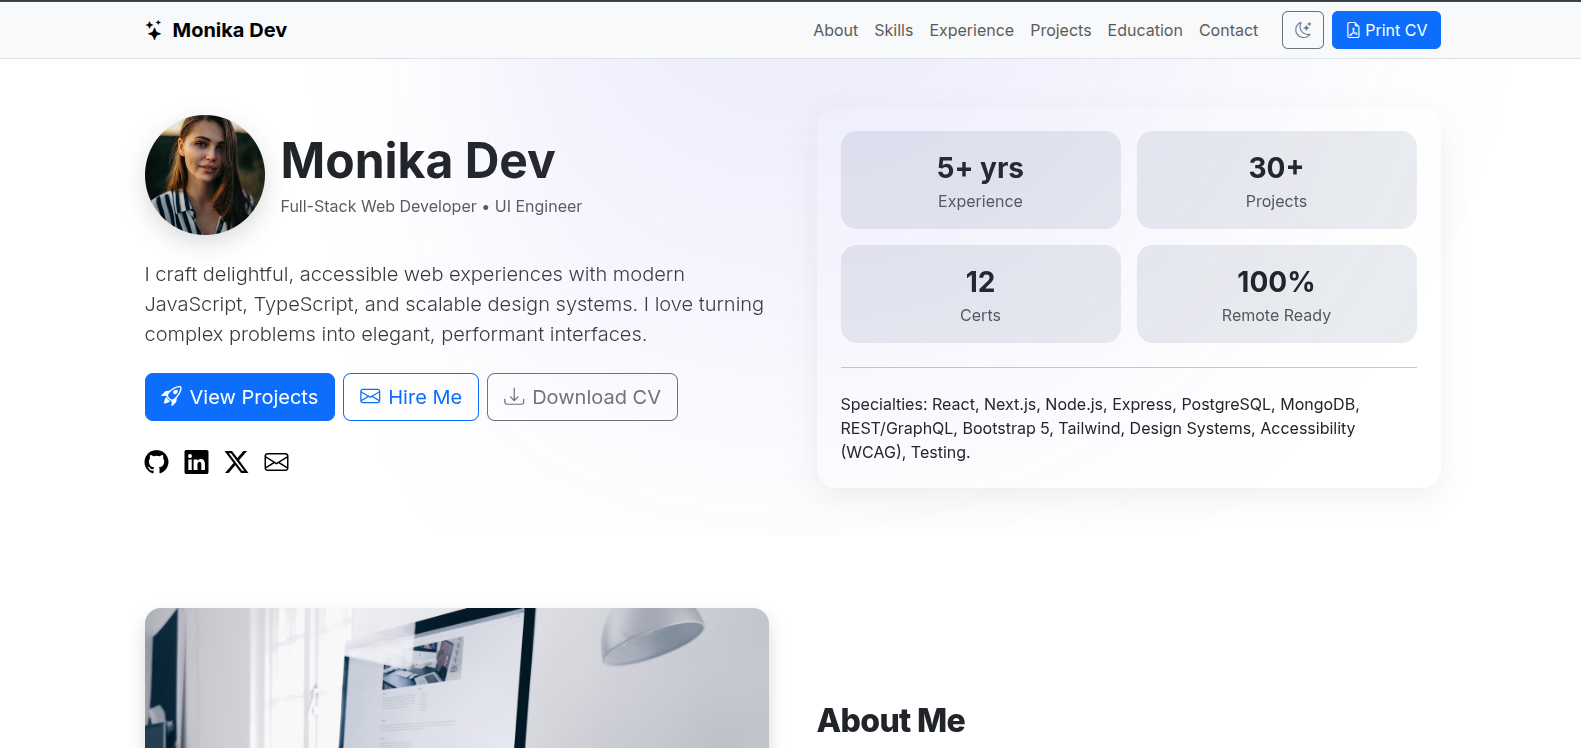 Monika Dev
About Skills Experience Projects Education Contact Print CV
Monika Dev
Full-Stack Web Developer • UI Engineer
I craft delightful, accessible web experiences with modern
JavaScript, TypeScript, and scalable design systems. I love turning
complex problems into elegant, performant interfaces.
View Projects Hire Me Download CV
5+ yrs
Experience
30+
Projects
12
Certs
100%
Remote Ready
Specialties: React, Next.js, Node.js, Express, PostgreSQL, MongoDB,
REST/GraphQL, Bootstrap 5, Tailwind, Design Systems, Accessibility
(WCAG), Testing.
About Me